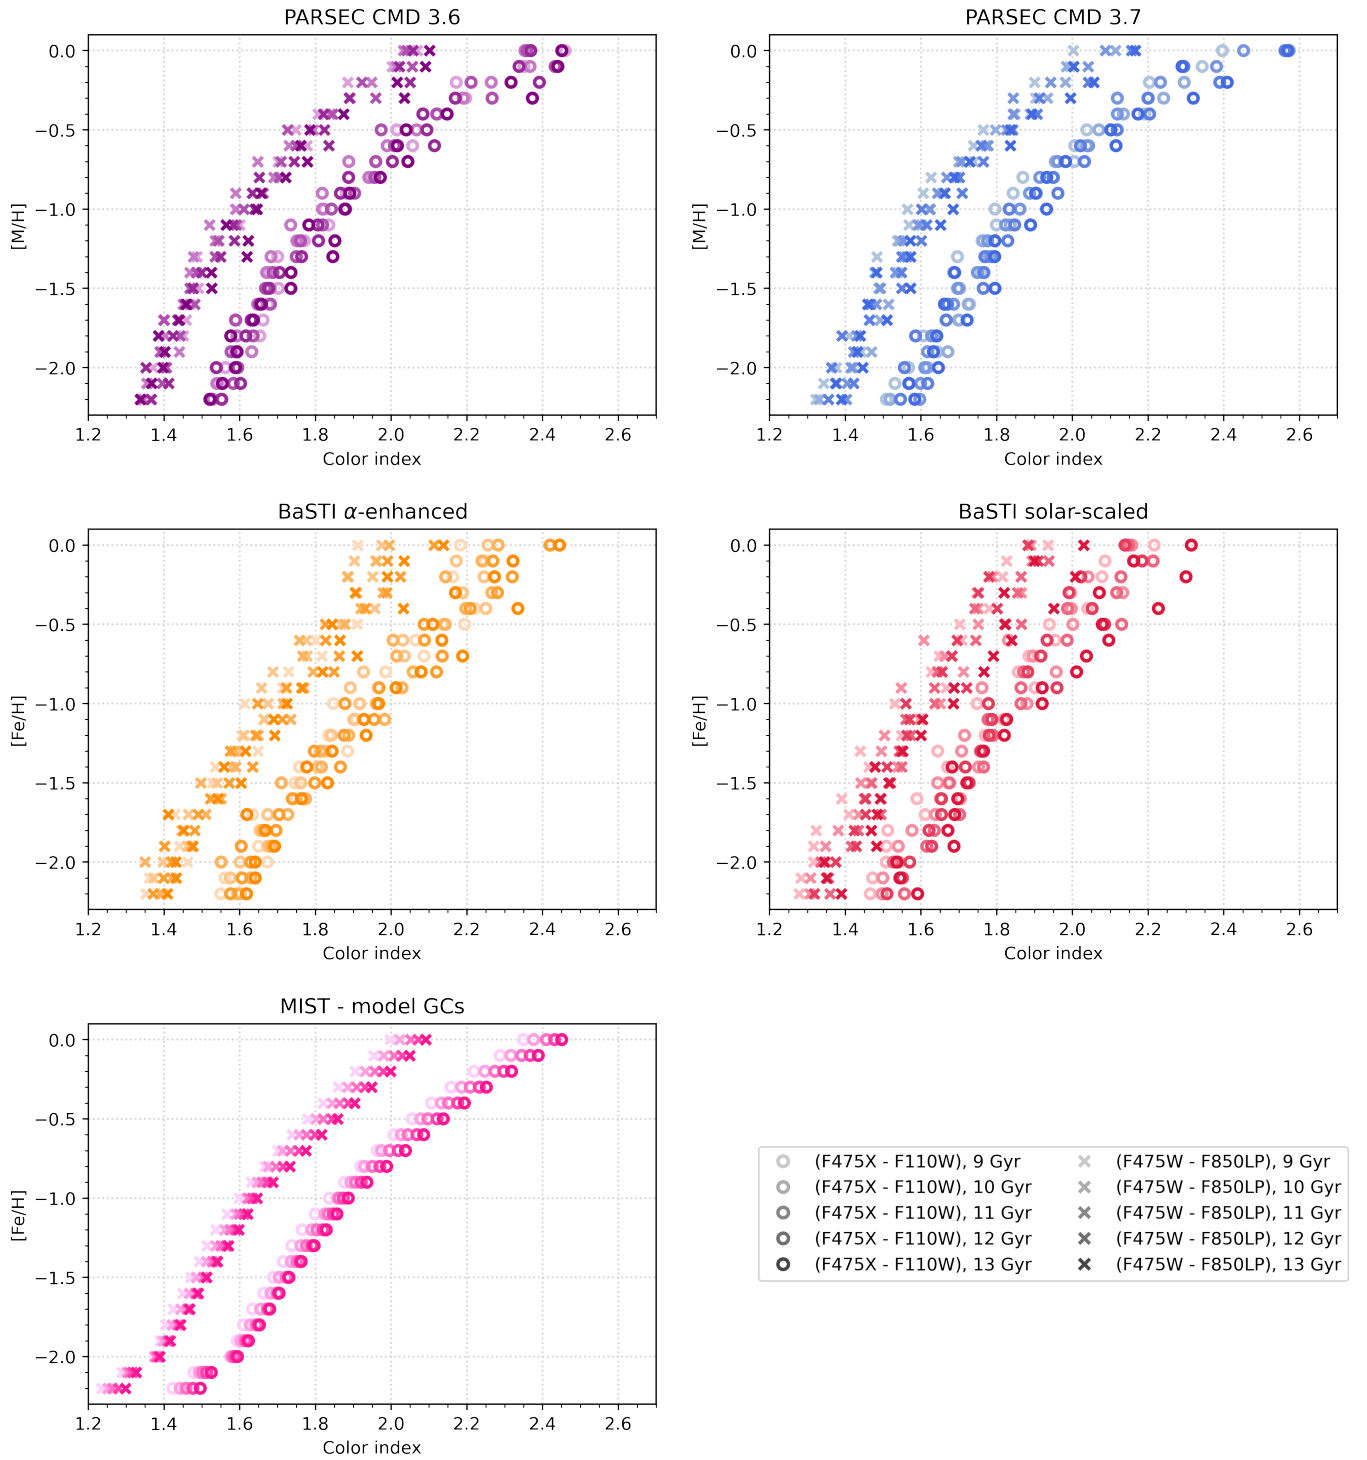 PARSEC CMD 3.6
0.0
−0.5
−1.0
−1.5
−2.0
[M/H]
1.2 1.4 1.6 1.8 2.0 2.2 2.4 2.6
Color index
PARSEC CMD 3.7
0.0
−0.5
−1.0
−1.5
−2.0
[M/H]
1.2 1.4 1.6 1.8 2.0 2.2 2.4 2.6
Color index
BaSTI α-enhanced
0.0
−0.5
−1.0
−1.5
−2.0
[Fe/H]
1.2 1.4 1.6 1.8 2.0 2.2 2.4 2.6
Color index
BaSTI solar-scaled
0.0
−0.5
−1.0
−1.5
−2.0
[Fe/H]
1.2 1.4 1.6 1.8 2.0 2.2 2.4 2.6
Color index
MIST - model GCs
0.0
−0.5
−1.0
−1.5
−2.0
[Fe/H]
1.2 1.4 1.6 1.8 2.0 2.2 2.4 2.6
Color index
(F475X - F110W), 9 Gyr
(F475X - F110W), 10 Gyr
(F475X - F110W), 11 Gyr
(F475X - F110W), 12 Gyr
(F475X - F110W), 13 Gyr
(F475W - F850LP), 9 Gyr
(F475W - F850LP), 10 Gyr
(F475W - F850LP), 11 Gyr
(F475W - F850LP), 12 Gyr
(F475W - F850LP), 13 Gyr